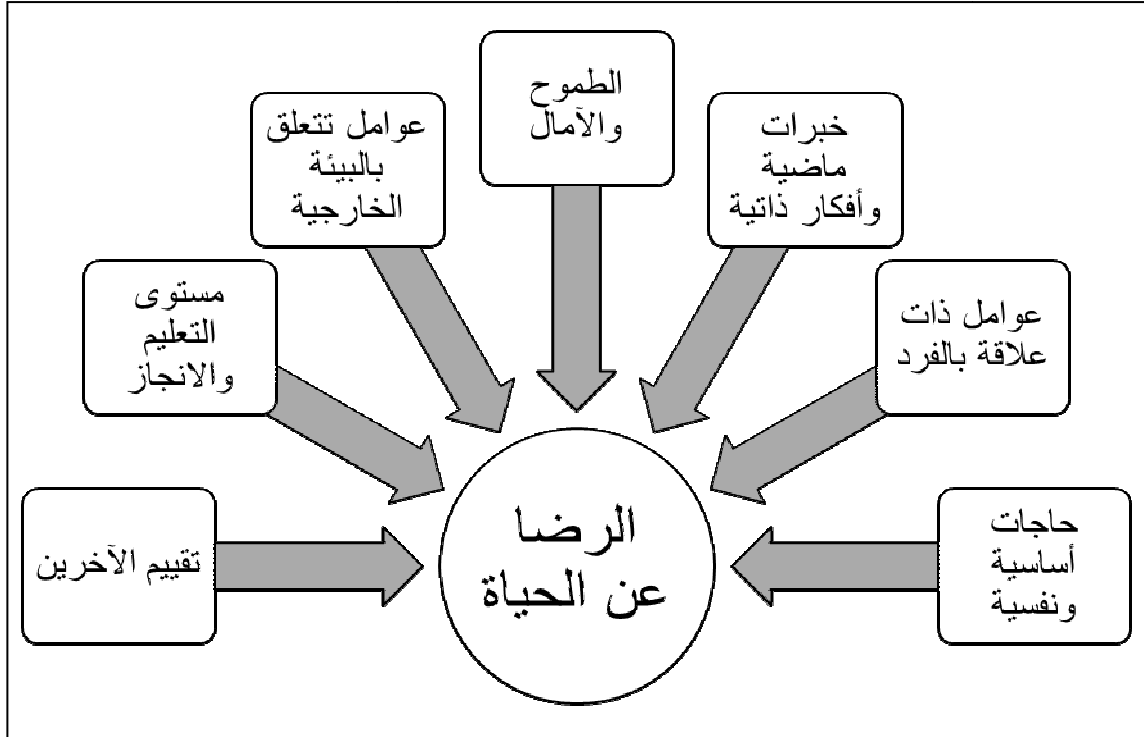 الطموح
والآمال
خبرات
ماضية
وأفكار ذاتية
عوامل تتعلق
بالبيئة
الخارجية
عوامل ذات
علاقة بالفرد
مستوى
التعليم
والانجاز
حاجات
أساسية
ونفسية
تقييم الآخرين
الرضا
عن الحياة